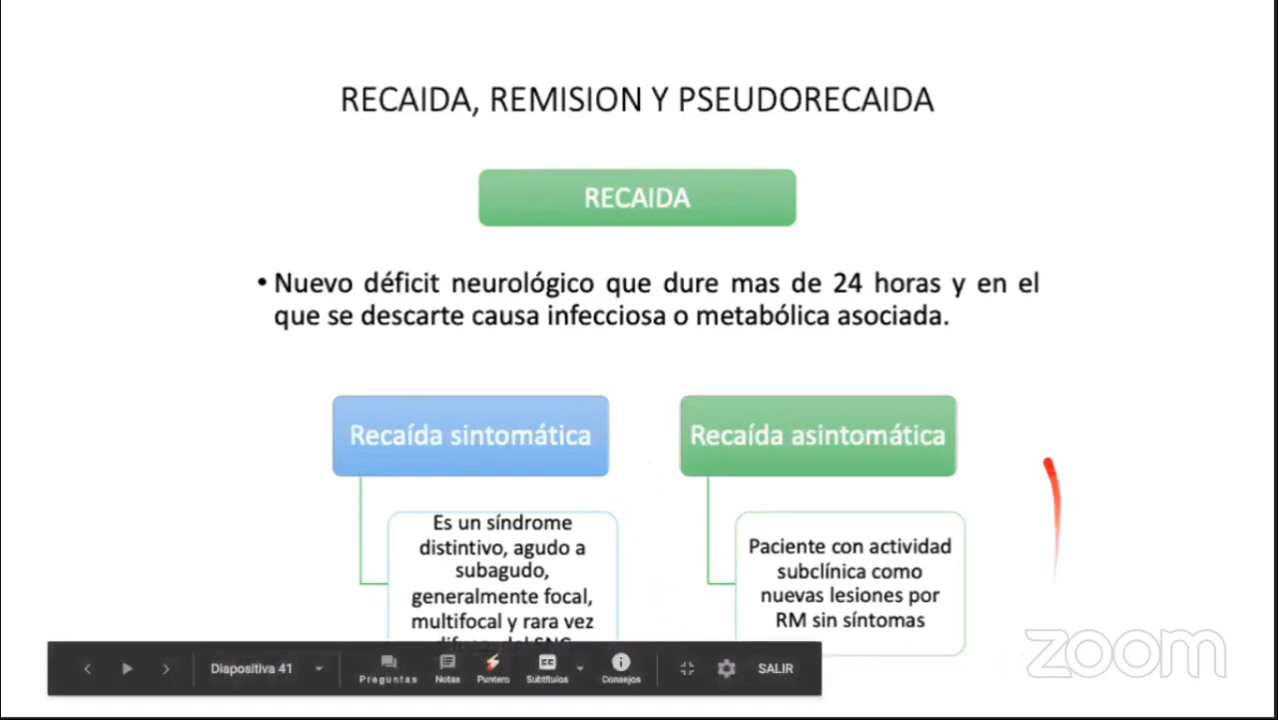 RECAIDA, REMISION Y PSEUDORECAIDA
RECAIDA
• Nuevo déficit neurológico que dure mas de 24 horas y en el
que se descarte causa infecciosa o metabólica asociada.
Recaída sintomática
Es un síndrome
distintivo, agudo a
subagudo,
generalmente focal,
multifocal y rara vez
Recaída asintomática
Paciente con actividad
subclínica como
nuevas lesiones por
RM sin síntomas
Diapositiva 41
Preguntas
Notas
Puntero
Subtítulos
Consejos
SALIR
zoom